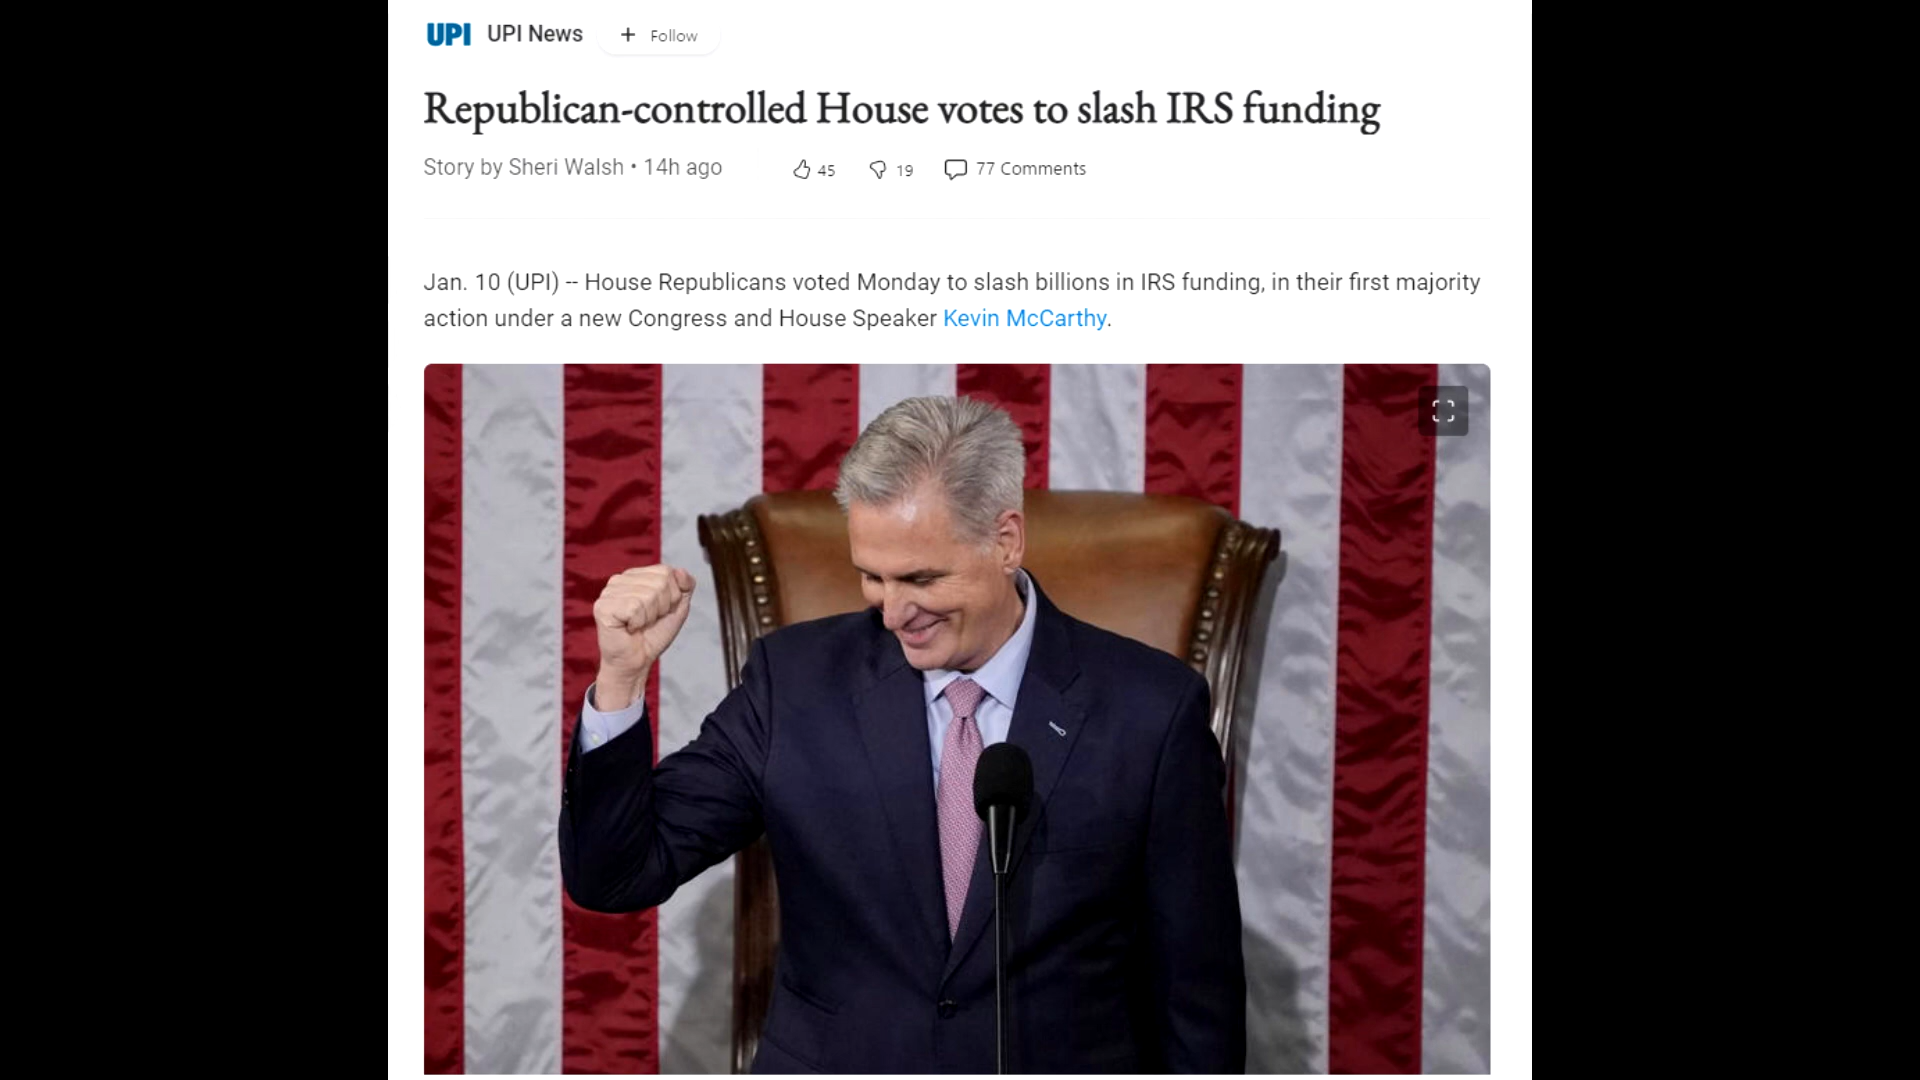 UPI UPI News + Follow
Republican-controlled House votes to slash IRS funding
Story by Sheri Walsh • 14h ago 45 19 77 Comments
Jan. 10 (UPI) -- House Republicans voted Monday to slash billions in IRS funding, in their first majority
action under a new Congress and House Speaker Kevin McCarthy.